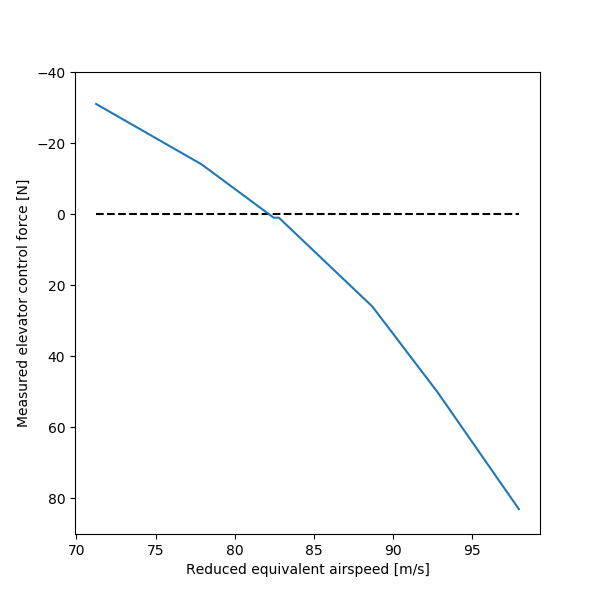 −40
−20
0
20
40
60
80
70 75 80 85 90 95
Measured elevator control force [N]
Reduced equivalent airspeed [m/s]